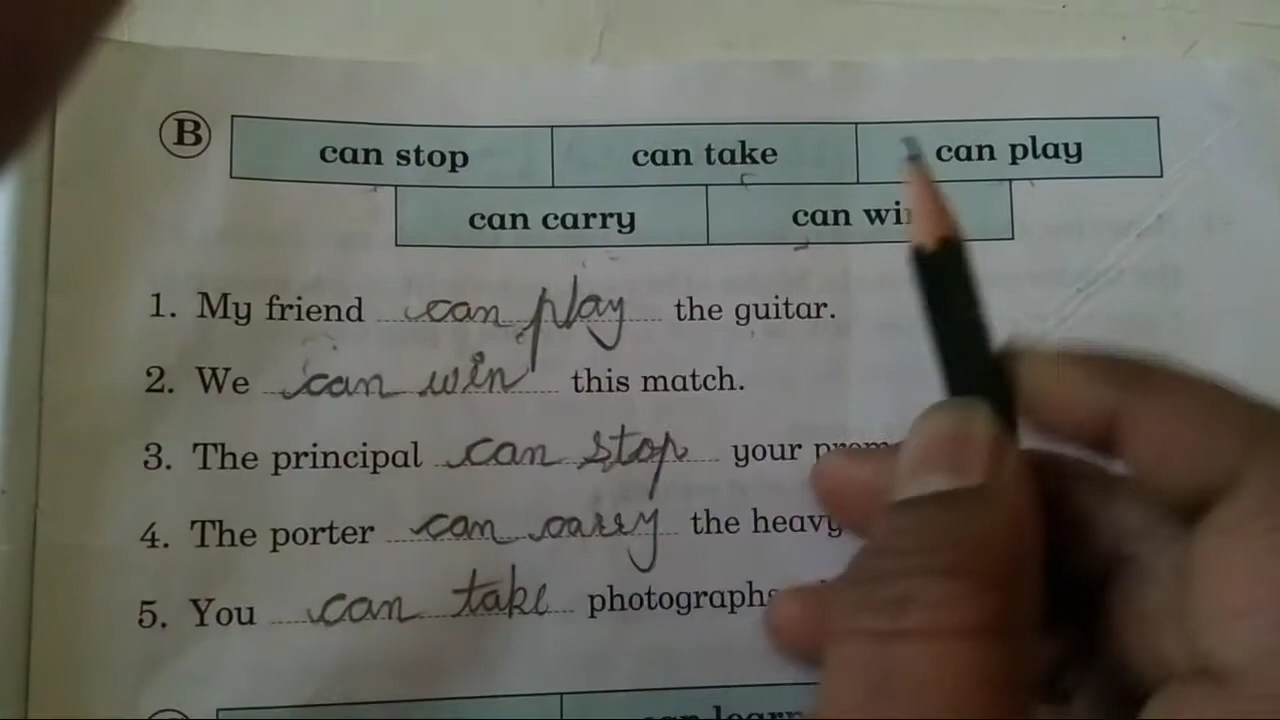 B can stop can take can play
can carry can
1. My friend can play the guitar.
2. We can win this match.
3. The principal can stop your
4. The porter can carry the heavy
5. You can take photographs
learn